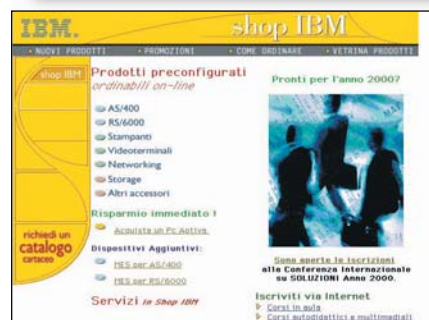 IBM.
shop IBM
• NUOVI PRODOTTI • PROMOZIONI • COME ORDINARE • VETRINA PRODOTTI
shop IBM
Prodotti preconfigurati
ordinabili on-line
AS/400
RS/6000
Stampanti
Videoterminali
Networking
Storage
Altri accessori
Risparmio immediato !
Acquista un Pc Aptiva.
Dispositivi Aggiuntivi:
MES per AS/400
MES per RS/6000
Servizi in Shop IBM
richiedi un
catalogo
cartaceo
Pronti per l'anno 2000?
Sono aperte le iscrizioni
alla Conferenza Internazionale
su SOLUZIONI Anno 2000.
Iscriviti via Internet
Corsi in aula
Corsi autodidattici e multimediali